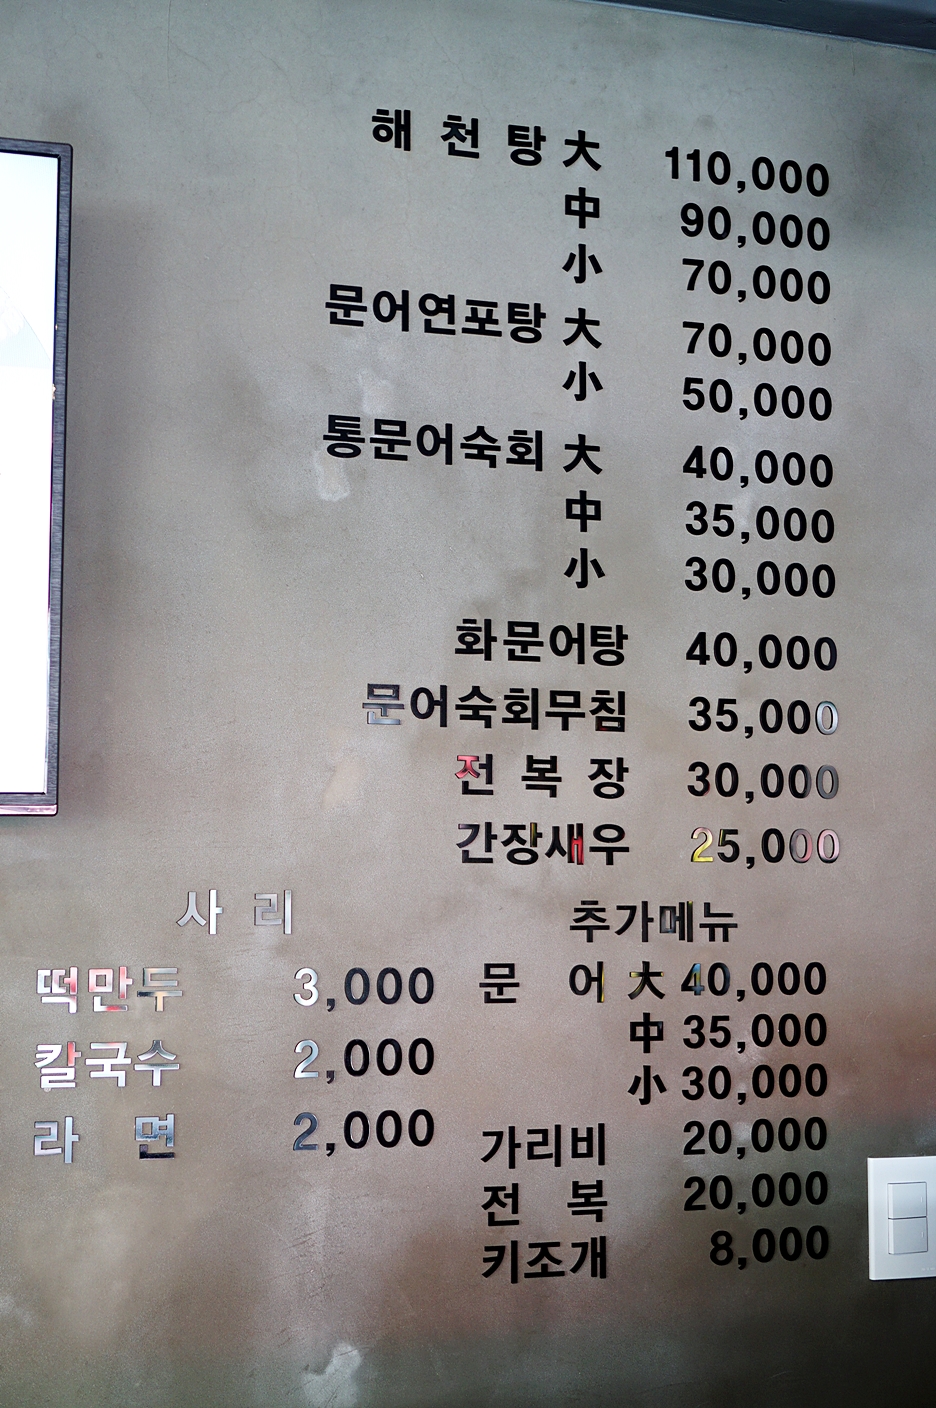 해 천 탕 大 110,000
中 90,000
小 70,000
문어연포탕 大 70,000
小 50,000
통문어숙회 大 40,000
中 35,000
小 30,000
화문어탕 40,000
문어숙회무침 35,000
전 복 장 30,000
간장새우 25,000
사 리
떡만두 3,000
칼국수 2,000
라 면 2,000
추가메뉴
문 어 大 40,000
中 35,000
小 30,000
가리비 20,000
전 복 20,000
키조개 8,000